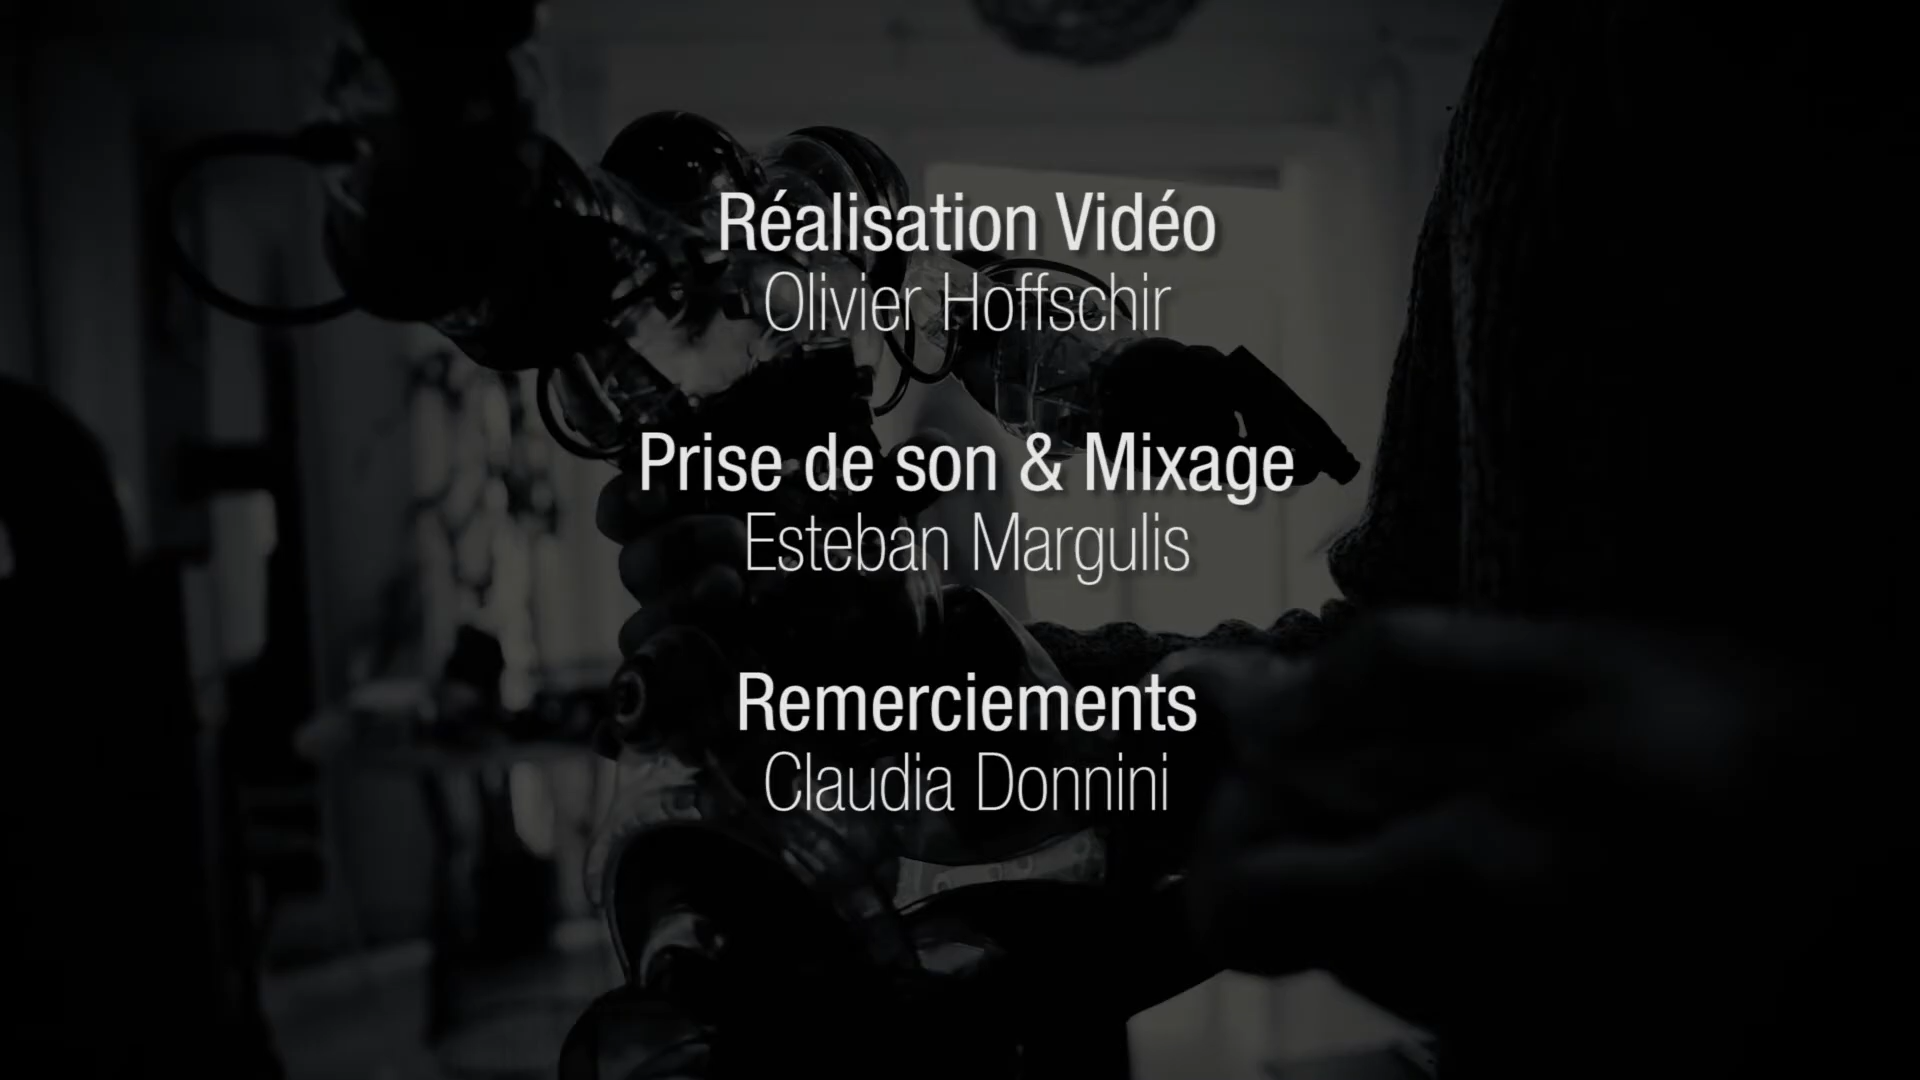 Réalisation Vidéo
Olivier Hoffschir
Prise de son & Mixage
Esteban Margulis
Remerciements
Claudia Donnini